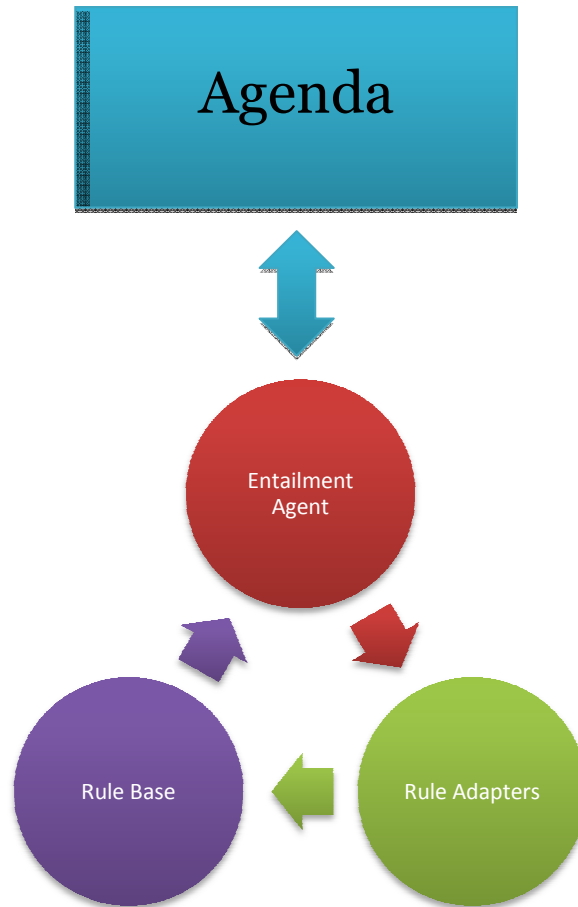 Agenda
Entailment
Agent
Rule Base
Rule Adapters